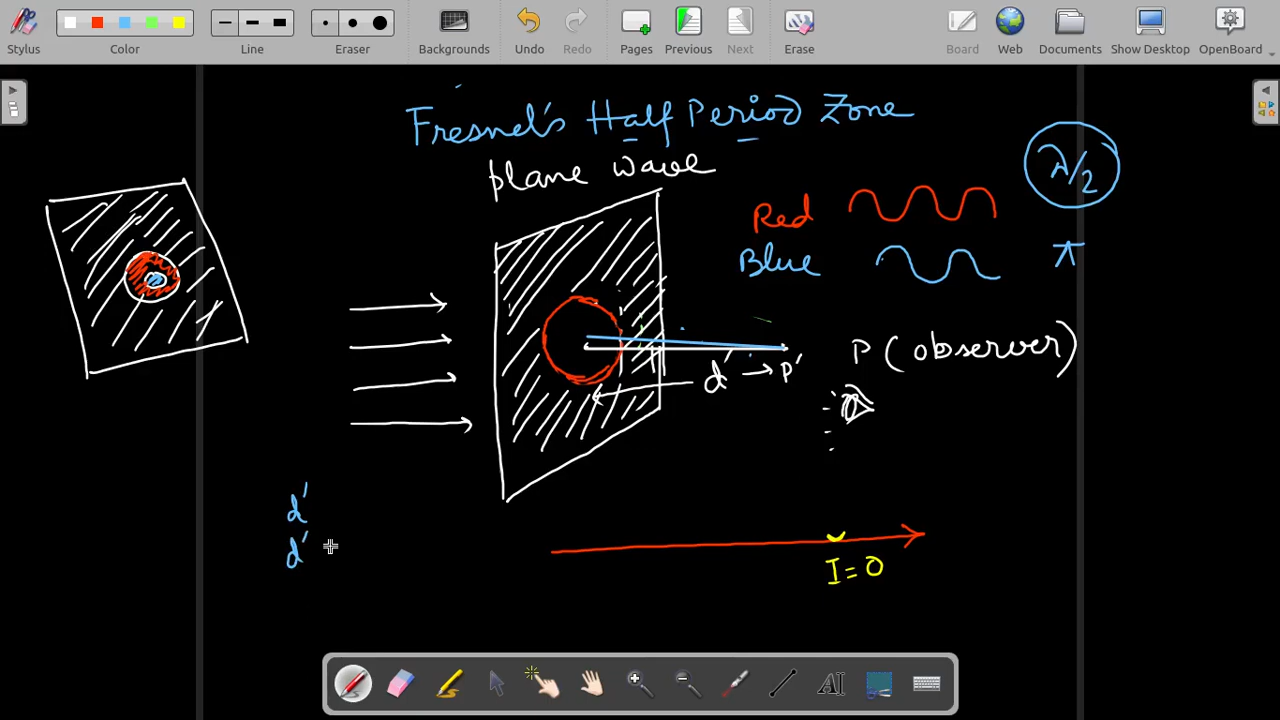 Stylus
Color
Line
Eraser
Backgrounds
Undo
Redo
Pages
Previous
Next
Erase
Board
Web
Documents
Show Desktop
OpenBoard
Fresnel's Half Period Zone
plane wave
λ/2
Red
Blue
π
P (observer)
d' → P'
d'
d'
I = 0
AI